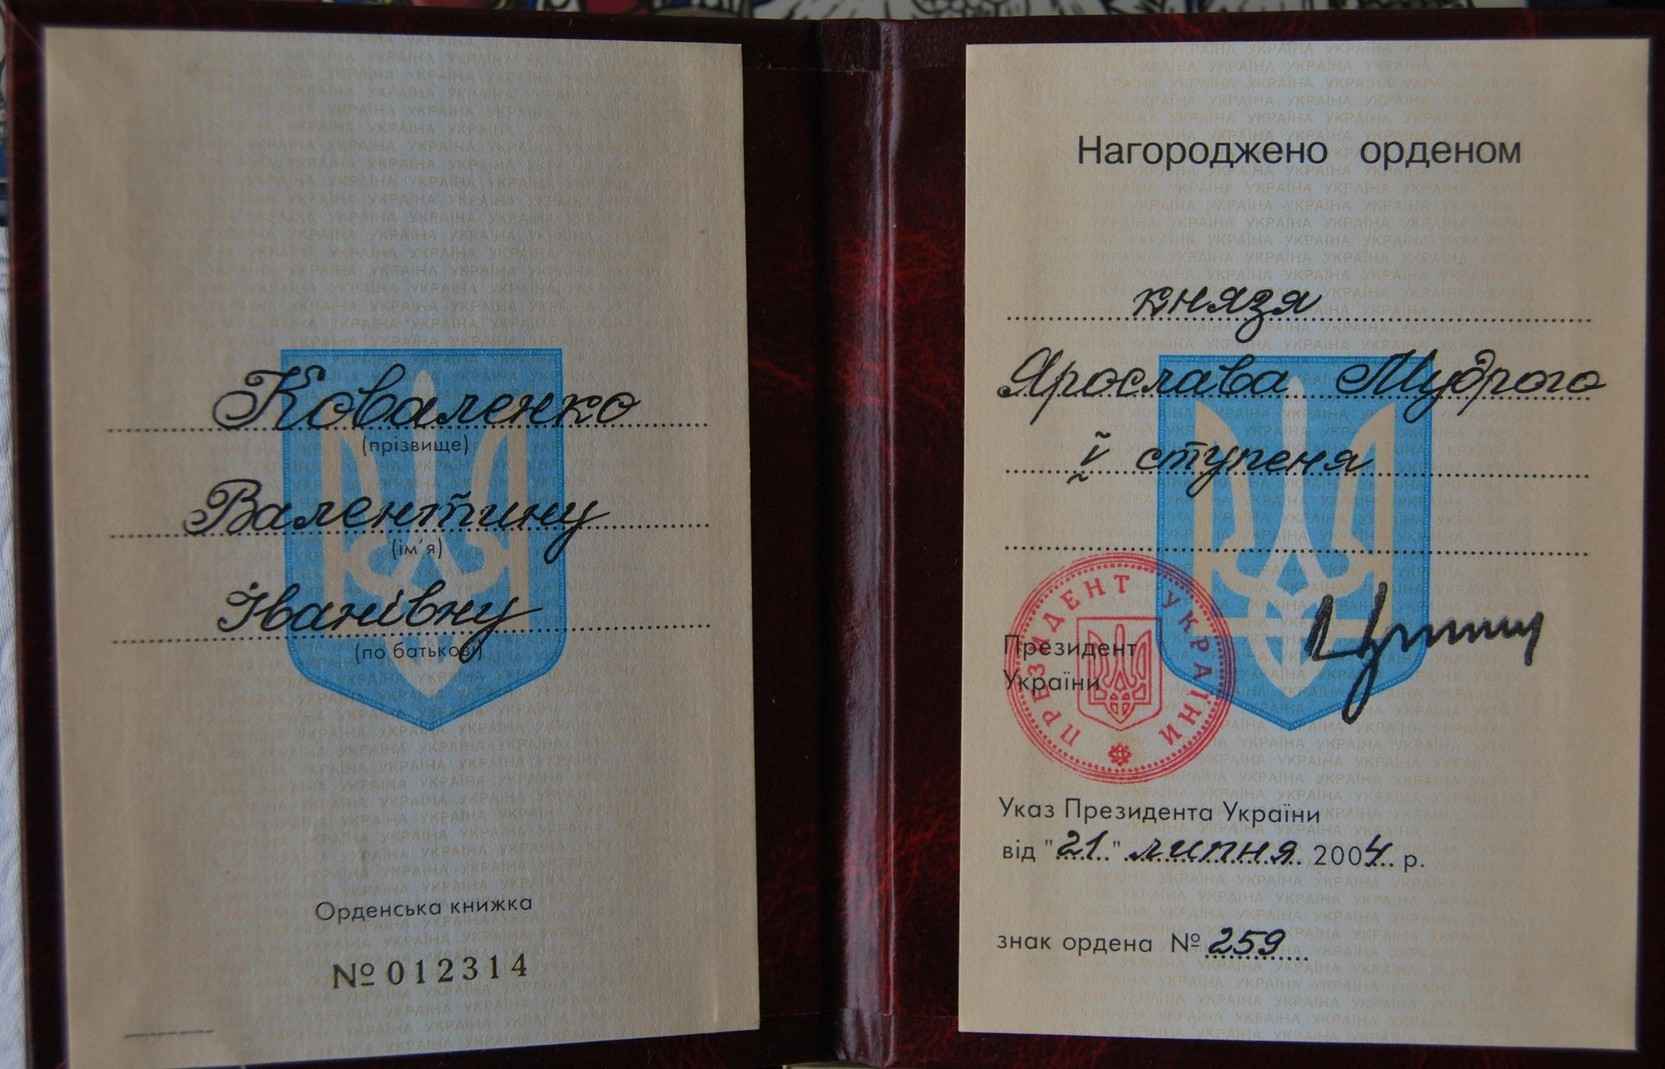 Коваленко
(прізвище)
Валентину
(ім'я)
Іванівну
(по батькові)
Орденська книжка
№ 012314
Нагороджено орденом
князя
Ярослава Мудрого
V ступеня
ПРЕЗИДЕНТ УКРАЇНИ
Президент
України
Указ Президента України
від "21" липня 2004 р.
знак ордена № 259